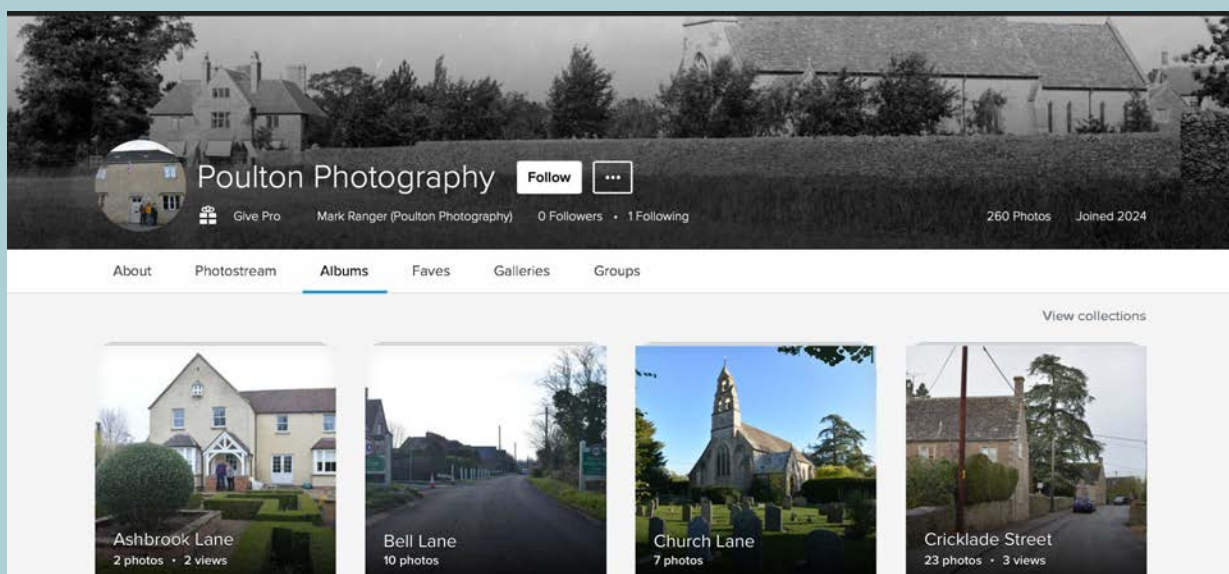 Poulton Photography Follow ...
Give Pro Mark Ranger (Poulton Photography) 0 Followers • 1 Following 260 Photos Joined 2024
About Photostream Albums Faves Galleries Groups
View collections
Ashbrook Lane
2 photos • 2 views
Bell Lane
10 photos
Church Lane
7 photos
Cricklade Street
23 photos • 3 views